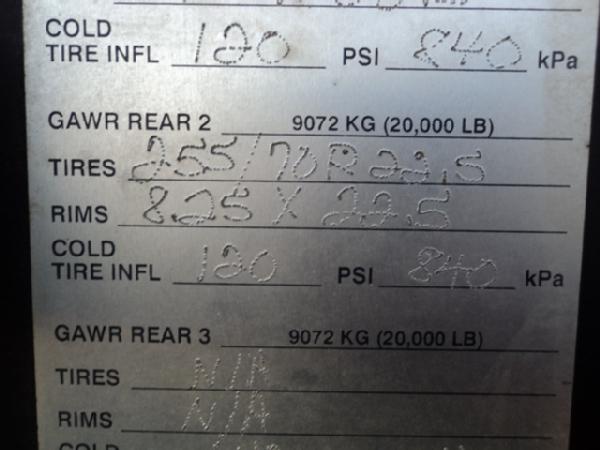 COLD
TIRE INFL 120 PSI 840 kPa
GAWR REAR 2 9072 KG (20,000 LB)
TIRES 255/70R22.5
RIMS 8.25 X 22.5
COLD
TIRE INFL 120 PSI 840 kPa
GAWR REAR 3 9072 KG (20,000 LB)
TIRES N/A
RIMS N/A
COLD